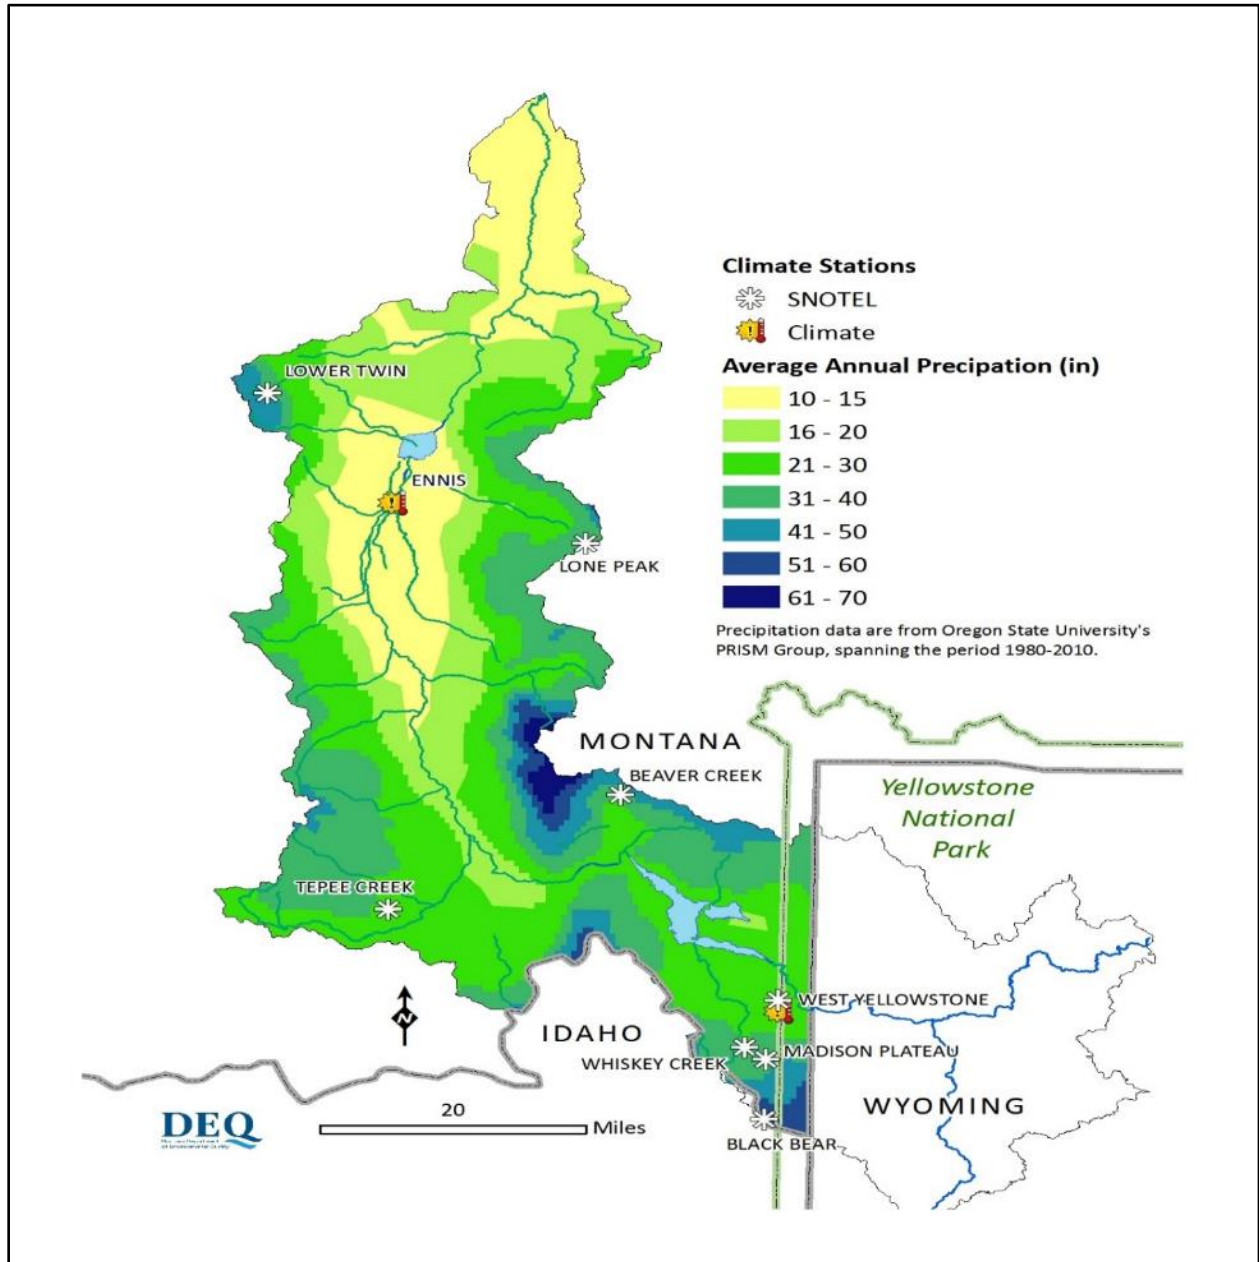 Climate Stations
SNOTEL
Climate
Average Annual Precipation (in)
10 - 15
16 - 20
21 - 30
31 - 40
41 - 50
51 - 60
61 - 70
Precipitation data are from Oregon State University's
PRISM Group, spanning the period 1980-2010.
LOWER TWIN
ENNIS
LONE PEAK
MONTANA
BEAVER CREEK
Yellowstone
National
Park
TEPEE CREEK
N
WEST YELLOWSTONE
IDAHO
MADISON PLATEAU
WHISKEY CREEK
WYOMING
BLACK BEAR
20
Miles
DEQ